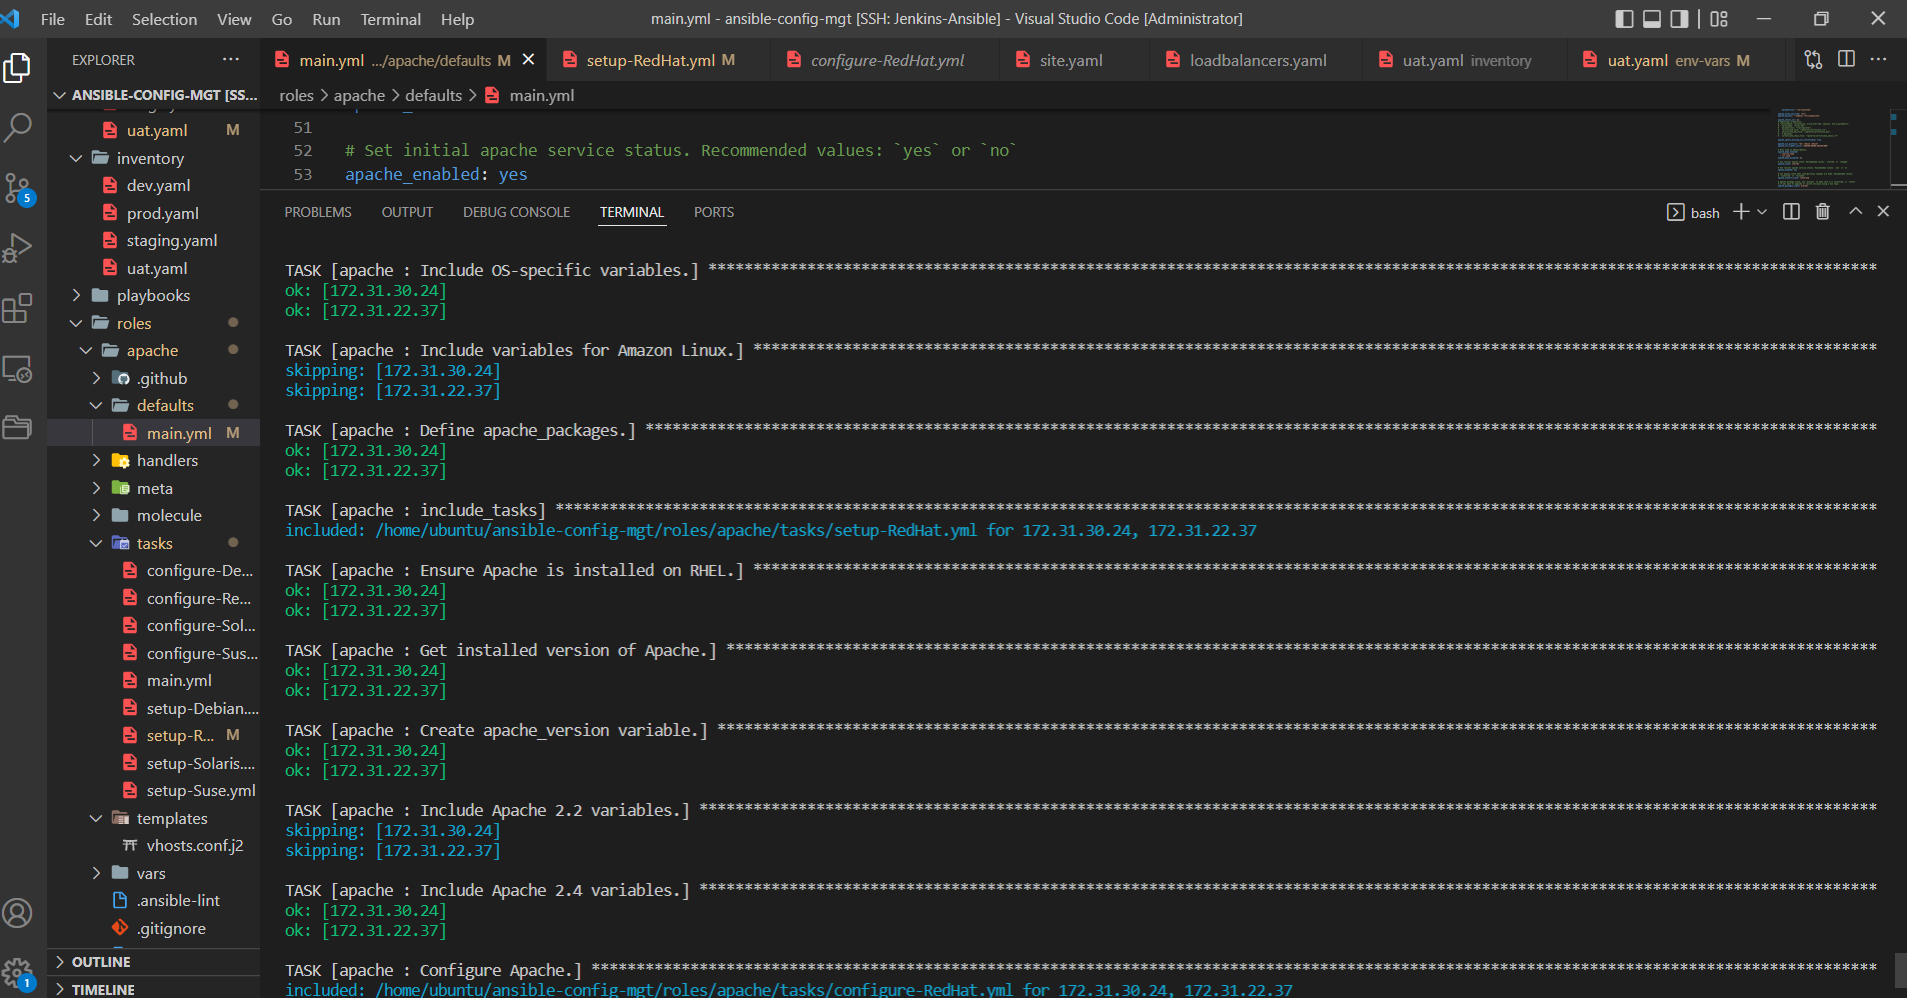 File Edit Selection View Go Run Terminal Help
main.yml - ansible-config-mgt [SSH: Jenkins-Ansible] - Visual Studio Code [Administrator]
EXPLORER
ANSIBLE-CONFIG-MGT [SS...
uat.yaml M
inventory
dev.yaml
prod.yaml
staging.yaml
uat.yaml
playbooks
roles
apache
.github
defaults
main.yml M
handlers
meta
molecule
tasks
configure-De...
configure-Re...
configure-Sol...
configure-Sus...
main.yml
setup-Debian....
setup-R... M
setup-Solaris....
setup-Suse.yml
templates
vhosts.conf.j2
vars
.ansible-lint
.gitignore
OUTLINE
TIMELINE
5
1
main.yml .../apache/defaults M
setup-RedHat.yml M
configure-RedHat.yml
site.yaml
loadbalancers.yaml
uat.yaml inventory
uat.yaml env-vars M
roles > apache > defaults > main.yml
51
52 # Set initial apache service status. Recommended values: `yes` or `no`
53 apache_enabled: yes
PROBLEMS OUTPUT DEBUG CONSOLE TERMINAL PORTS
bash
TASK [apache : Include OS-specific variables.] **********************************************************************************************************************************
ok: [172.31.30.24]
ok: [172.31.22.37]
TASK [apache : Include variables for Amazon Linux.] *****************************************************************************************************************************
skipping: [172.31.30.24]
skipping: [172.31.22.37]
TASK [apache : Define apache_packages.] *****************************************************************************************************************************************
ok: [172.31.30.24]
ok: [172.31.22.37]
TASK [apache : include_tasks] ***************************************************************************************************************************************************
included: /home/ubuntu/ansible-config-mgt/roles/apache/tasks/setup-RedHat.yml for 172.31.30.24, 172.31.22.37
TASK [apache : Ensure Apache is installed on RHEL.] *****************************************************************************************************************************
ok: [172.31.30.24]
ok: [172.31.22.37]
TASK [apache : Get installed version of Apache.] ********************************************************************************************************************************
ok: [172.31.30.24]
ok: [172.31.22.37]
TASK [apache : Create apache_version variable.] *********************************************************************************************************************************
ok: [172.31.30.24]
ok: [172.31.22.37]
TASK [apache : Include Apache 2.2 variables.] ***********************************************************************************************************************************
skipping: [172.31.30.24]
skipping: [172.31.22.37]
TASK [apache : Include Apache 2.4 variables.] ***********************************************************************************************************************************
ok: [172.31.30.24]
ok: [172.31.22.37]
TASK [apache : Configure Apache.] ***********************************************************************************************************************************************
included: /home/ubuntu/ansible-config-mgt/roles/apache/tasks/configure-RedHat.yml for 172.31.30.24, 172.31.22.37